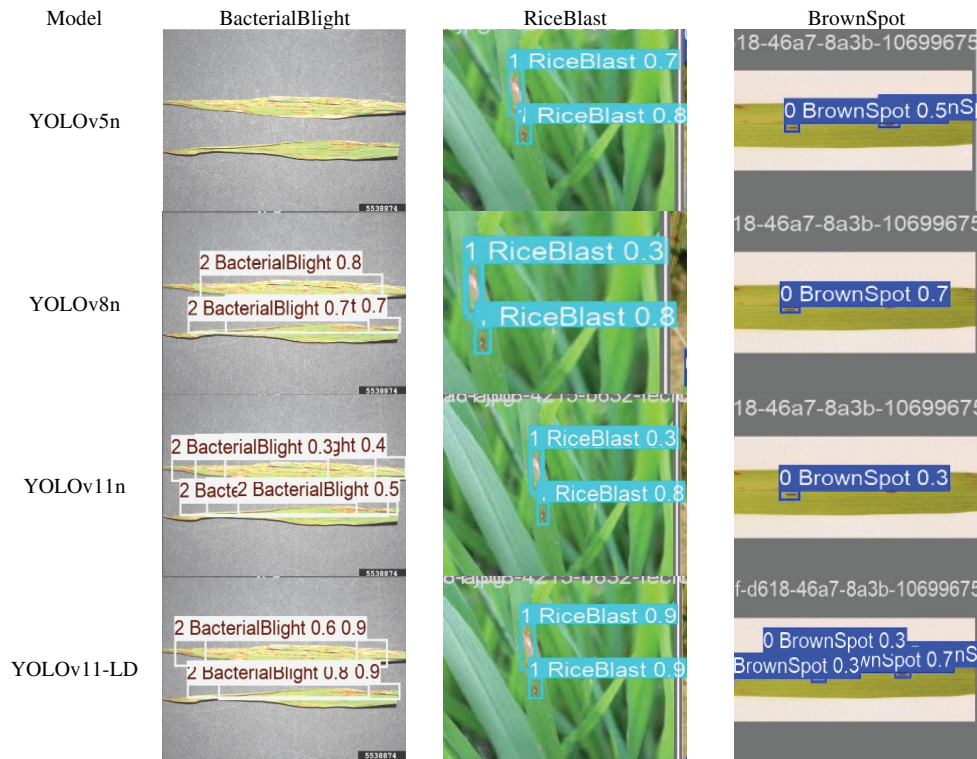 Model BacterialBlight RiceBlast BrownSpot
YOLOv5n
5538874
1 RiceBlast 0.7
1 RiceBlast 0.8
618-46a7-8a3b-10699675
0 BrownSpot 0.5
YOLOv8n
2 BacterialBlight 0.8
2 BacterialBlight 0.7 0.7
5538874
1 RiceBlast 0.3
RiceBlast 0.8
18-46a7-8a3b-10699675
0 BrownSpot 0.7
YOLOv11n
2 BacterialBlight 0.3 0.4
2 BacterialBlight 0.5
5538874
1 RiceBlast 0.3
RiceBlast 0.8
18-46a7-8a3b-10699675
0 BrownSpot 0.3
YOLOv11-LD
2 BacterialBlight 0.6 0.9
2 BacterialBlight 0.8 0.9
5538874
1 RiceBlast 0.9
1 RiceBlast 0.9
f-d618-46a7-8a3b-10699675
0 BrownSpot 0.3
BrownSpot 0.3 0.7